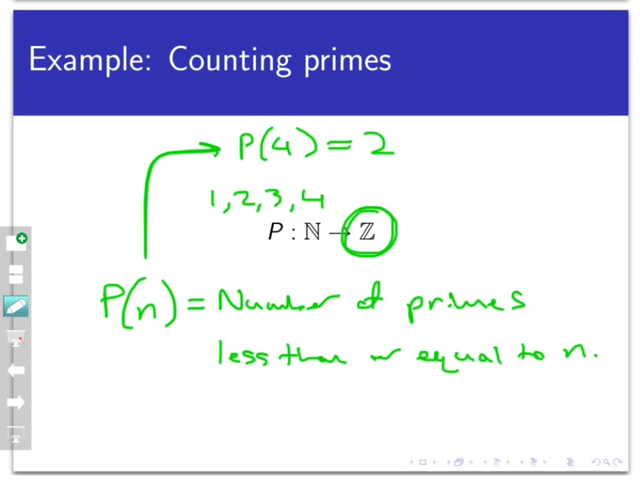 Example: Counting primes
P(4) = 2
1, 2, 3, 4
P : ℕ → ℤ
P(n) = Number of primes
less than or equal to n.